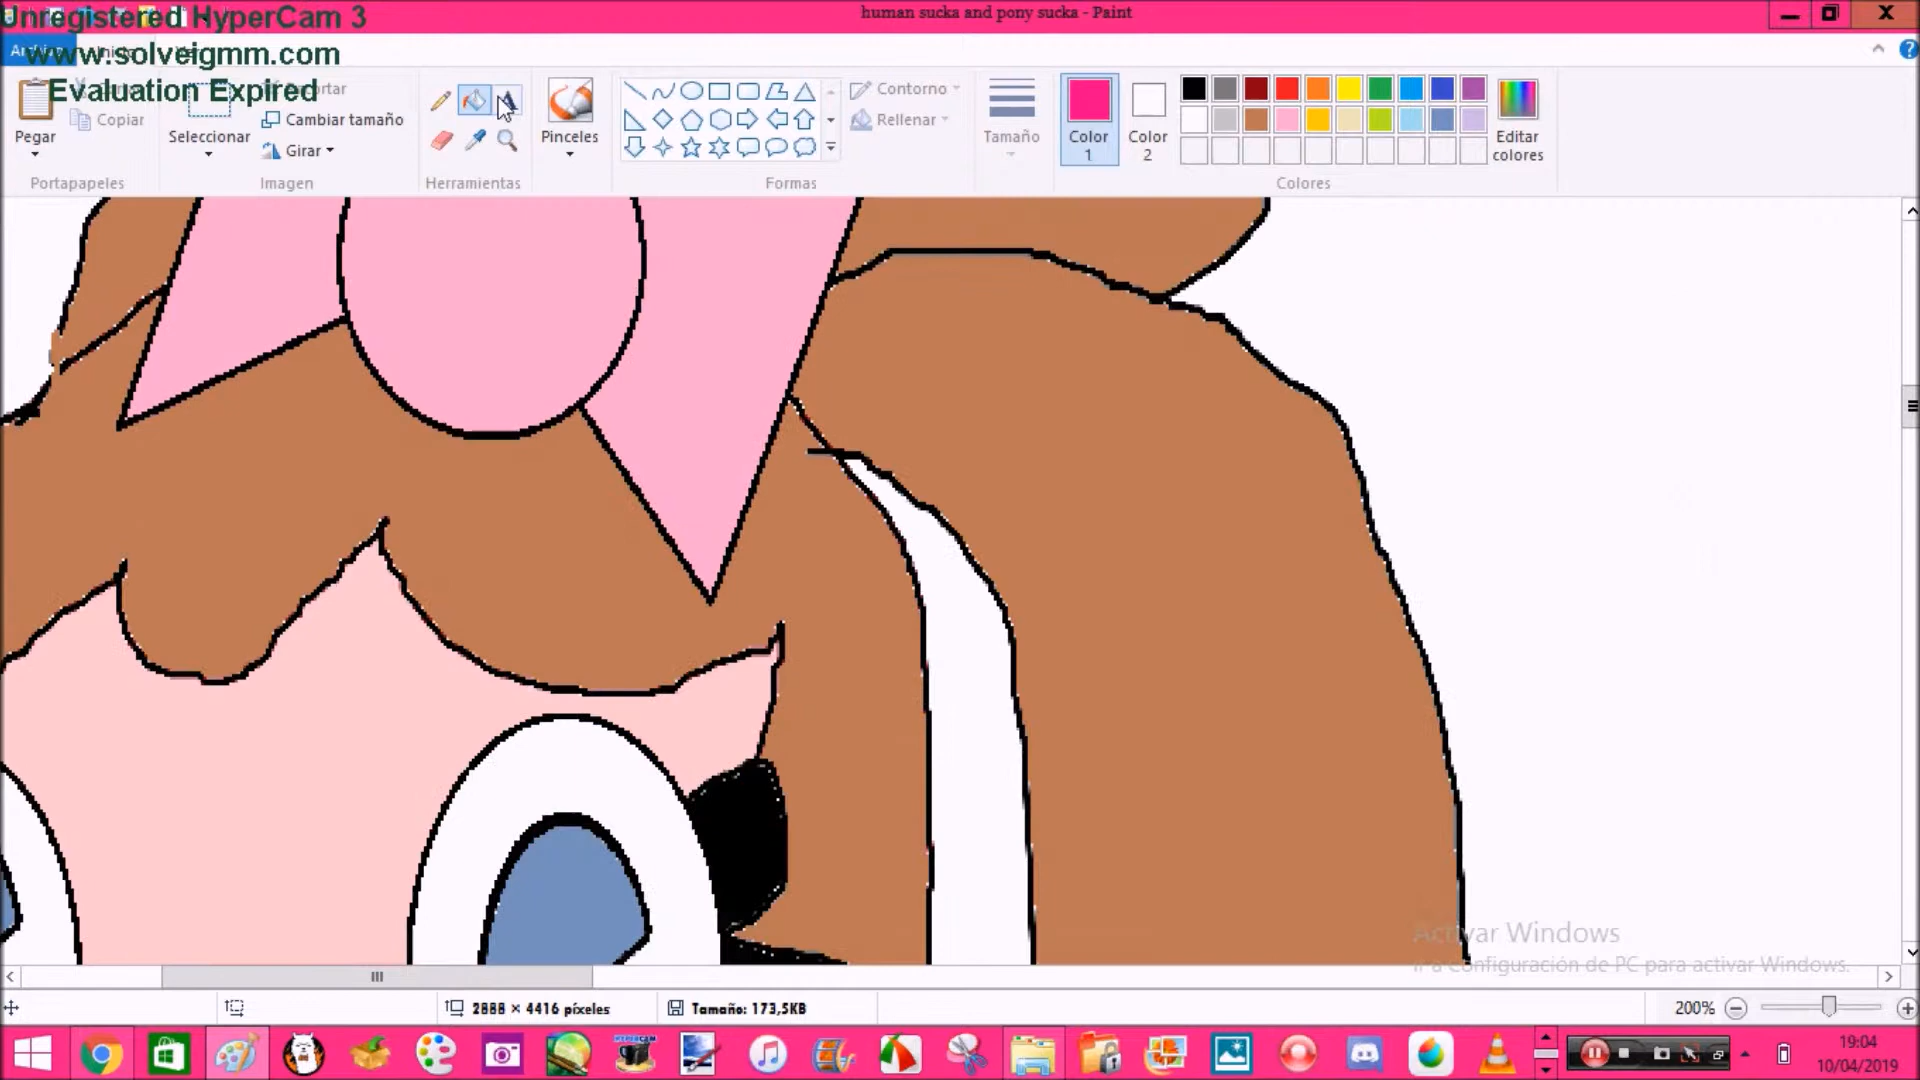 Unregistered HyperCam 3
human sucka and pony sucka - Paint
www.solveigmm.com
Evaluation Expired
Pegar
Copiar
Portapapeles
Seleccionar
Cambiar tamaño
Girar
Imagen
Herramientas
Pinceles
Contorno
Rellenar
Formas
Tamaño
Color
1
Color
2
Editar
colores
Colores
Activar Windows
Configuración de PC para activar Windows.
2888 × 4416 píxeles
Tamaño: 173,5KB
200%
HYPERCAM
19:04
10/04/2019